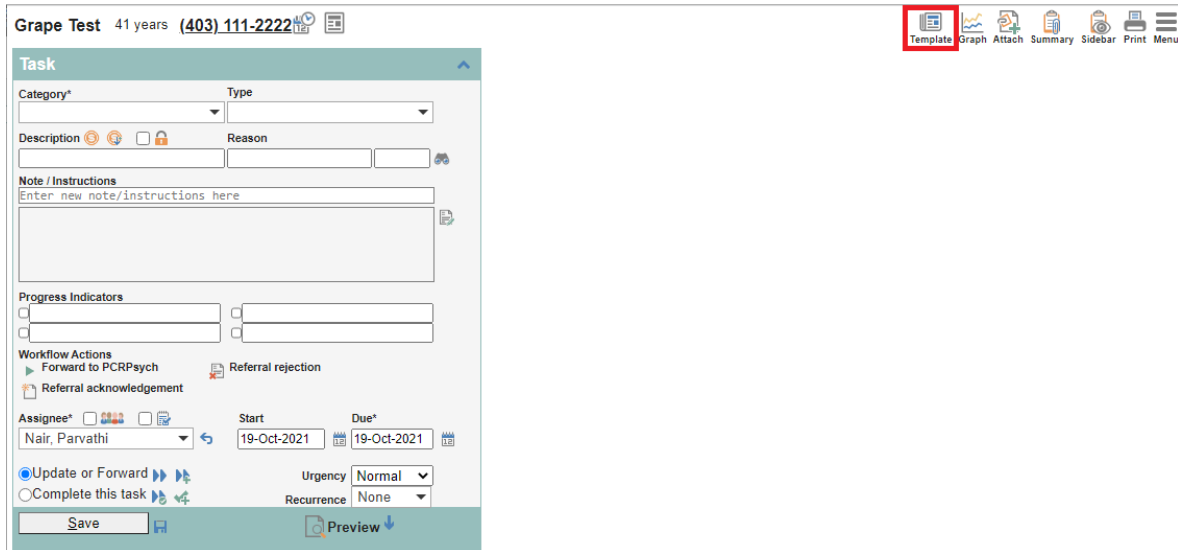 Grape Test 41 years (403) 111-2222
Template Graph Attach Summary Sidebar Print Menu
Task
Category* Type
Description Reason
Note / Instructions
Enter new note/instructions here
Progress Indicators
Workflow Actions
Forward to PCRPsych Referral rejection
Referral acknowledgement
Assignee* Start Due*
Nair, Parvathi 19-Oct-2021 12 19-Oct-2021 12
Update or Forward Urgency Normal
Complete this task Recurrence None
Save Preview